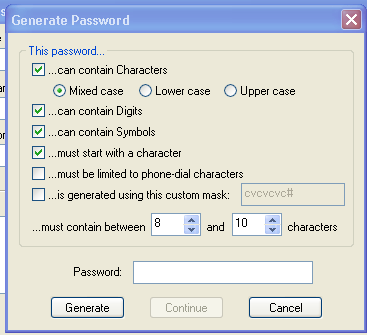 Generate Password
This password...
...can contain Characters
Mixed case Lower case Upper case
...can contain Digits
...can contain Symbols
...must start with a character
...must be limited to phone-dial characters
...is generated using this custom mask: cvcvcvc#
...must contain between 8 and 10 characters
Password:
Generate Continue Cancel